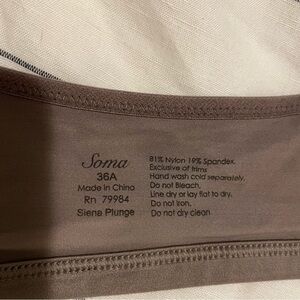 Soma
36A
Made in China
Rn 79984
Siena Plunge
81% Nylon 19% Spandex.
Exclusive of trims
Hand wash cold separately.
Do not Bleach.
Line dry or lay flat to dry.
Do not Iron.
Do not dry clean